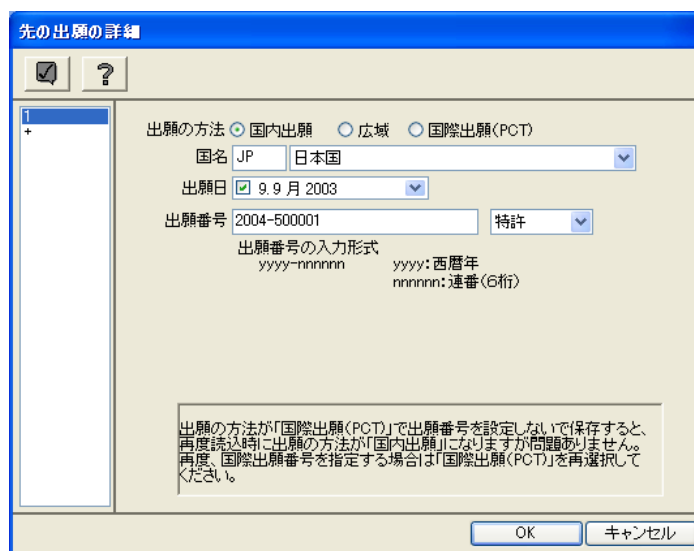 先の出願の詳細
?
1
+
出願の方法 国内出願 広域 国際出願(PCT)
国名 JP 日本国
出願日 9. 9 月 2003
出願番号 2004-500001 特許
出願番号の入力形式
yyyy-nnnnnn yyyy:西暦年
nnnnnn:連番(6桁)
出願の方法が「国際出願(PCT)」で出願番号を設定しないで保存すると、
再度読込時に出願の方法が「国内出願」になりますが問題ありません。
再度、国際出願番号を指定する場合は「国際出願(PCT)」を再選択して
ください。
OK キャンセル